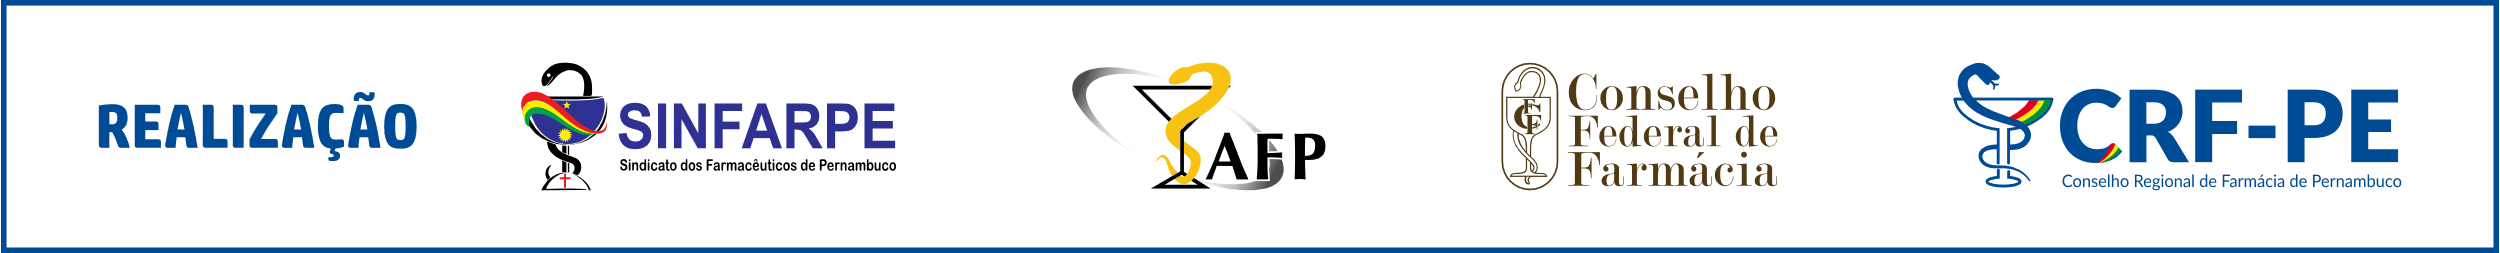 REALIZAÇÃO
SINFARPE
Sindicato dos Farmacêuticos de Pernambuco
AFP
CFF
Conselho
Federal de
Farmácia
CRF-PE
Conselho Regional de Farmácia de Pernambuco